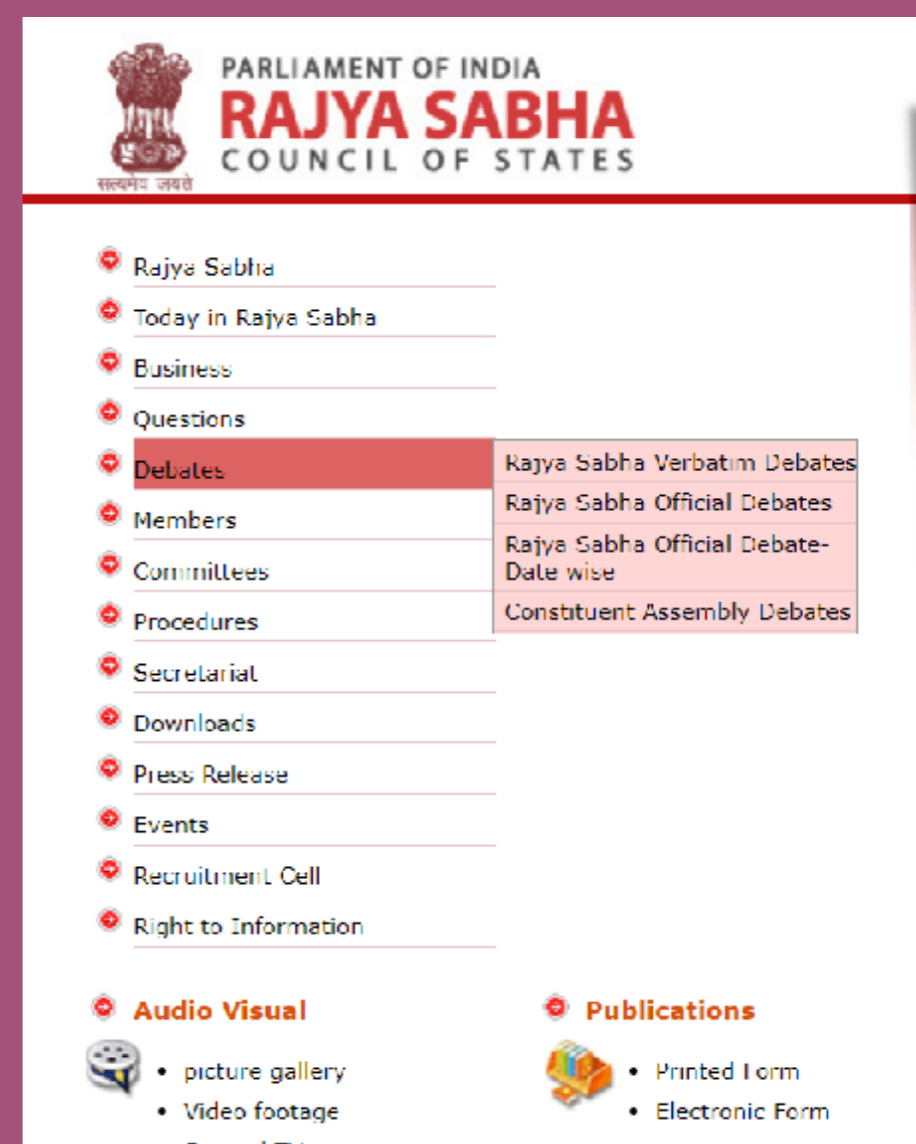 PARLIAMENT OF INDIA
RAJYA SABHA
COUNCIL OF STATES
सत्यमेव जयते
Rajya Sabha
Today in Rajya Sabha
Business
Questions
Debates
Rajya Sabha Verbatim Debates
Rajya Sabha Official Debates
Rajya Sabha Official Debate-
Date wise
Constituent Assembly Debates
Members
Committees
Procedures
Secretariat
Downloads
Press Release
Events
Recruitment Cell
Right to Information
Audio Visual
picture gallery
Video footage
Publications
Printed Form
Electronic Form